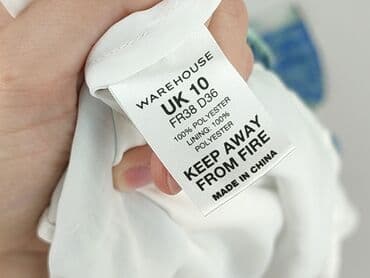 WAREHOUSE
UK 10
FR38 D36
100% POLYESTER
LINING: 100%
POLYESTER
KEEP AWAY
FROM FIRE
MADE IN CHINA